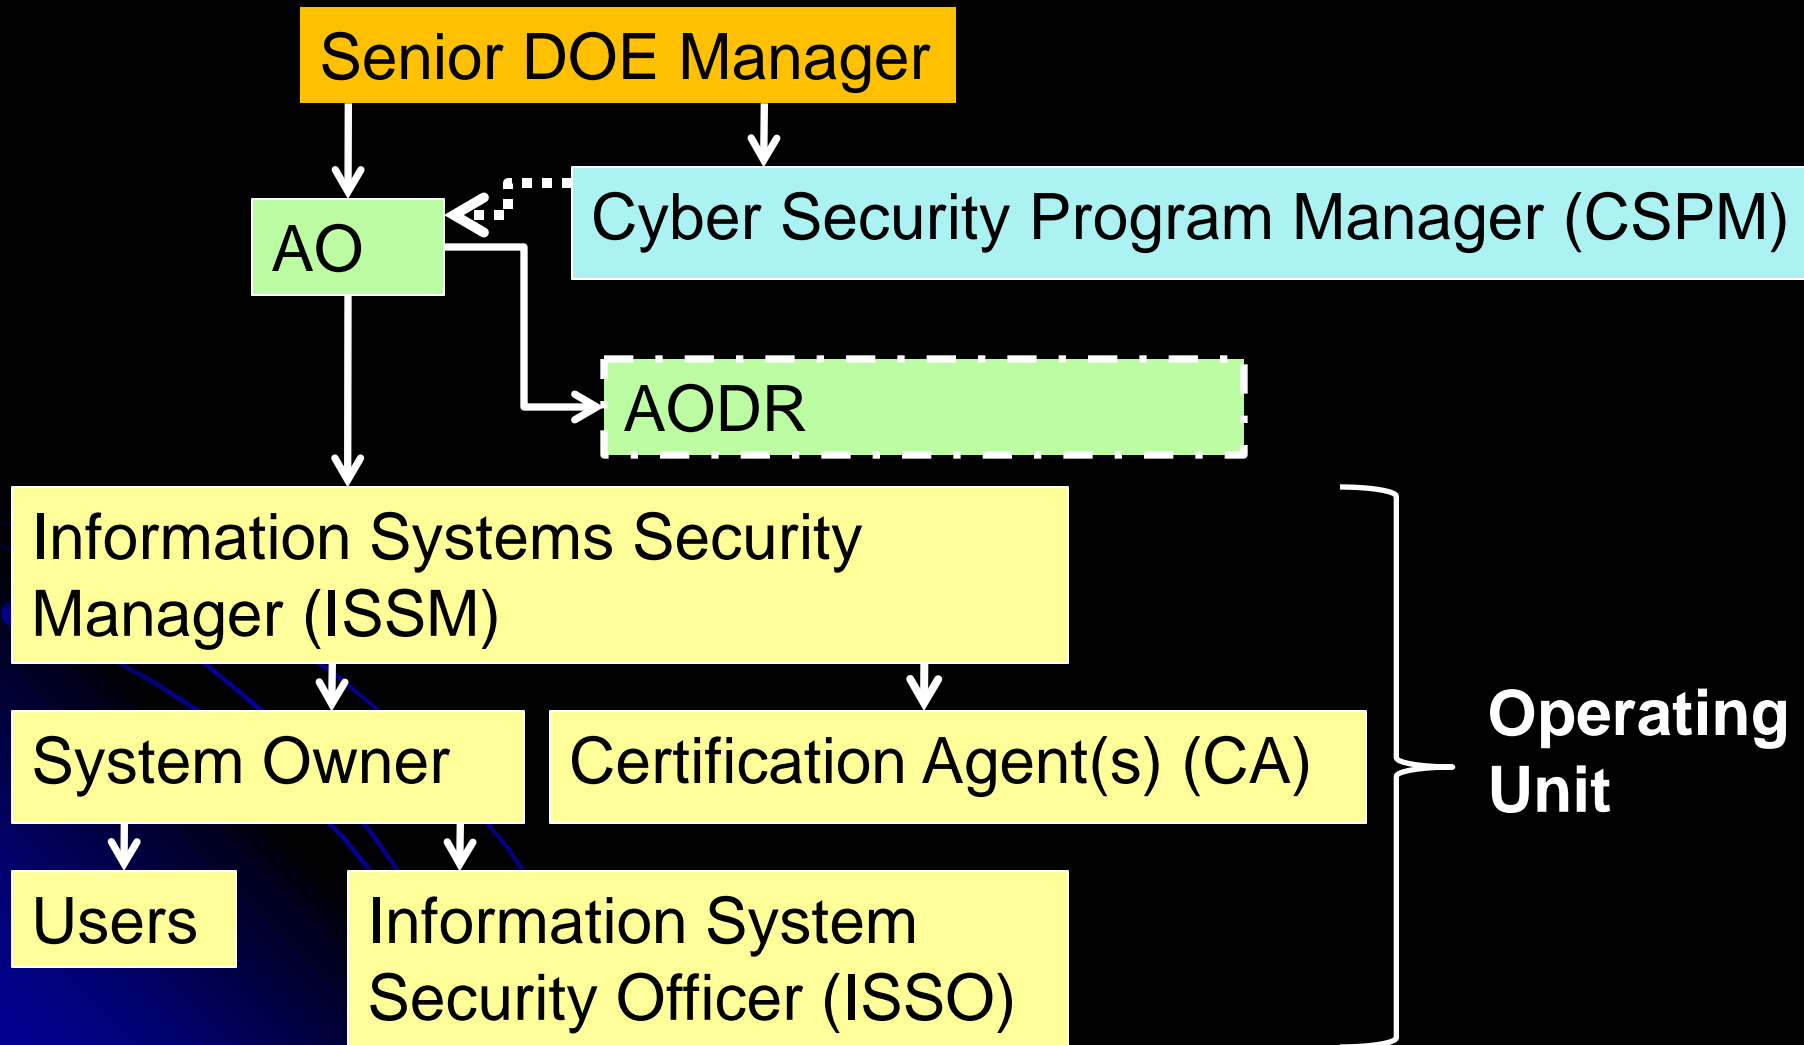 Senior DOE Manager
Cyber Security Program Manager (CSPM)
AO
AODR
Information Systems Security
Manager (ISSM)
System Owner
Certification Agent(s) (CA)
Operating
Unit
Users
Information System
Security Officer (ISSO)